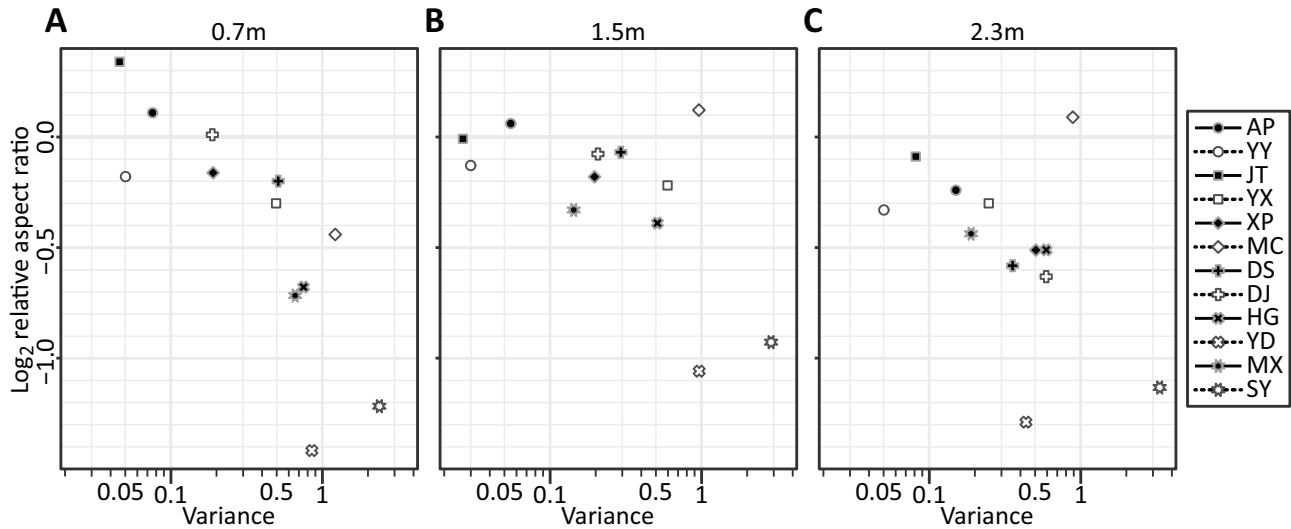 A
0.7m
B
1.5m
C
2.3m
Log2 relative aspect ratio
0.0
−0.5
−1.0
0.05 0.1 0.5 1
Variance
0.05 0.1 0.5 1
Variance
0.05 0.1 0.5 1
Variance
AP
YY
JT
YX
XP
MC
DS
DJ
HG
YD
MX
SY